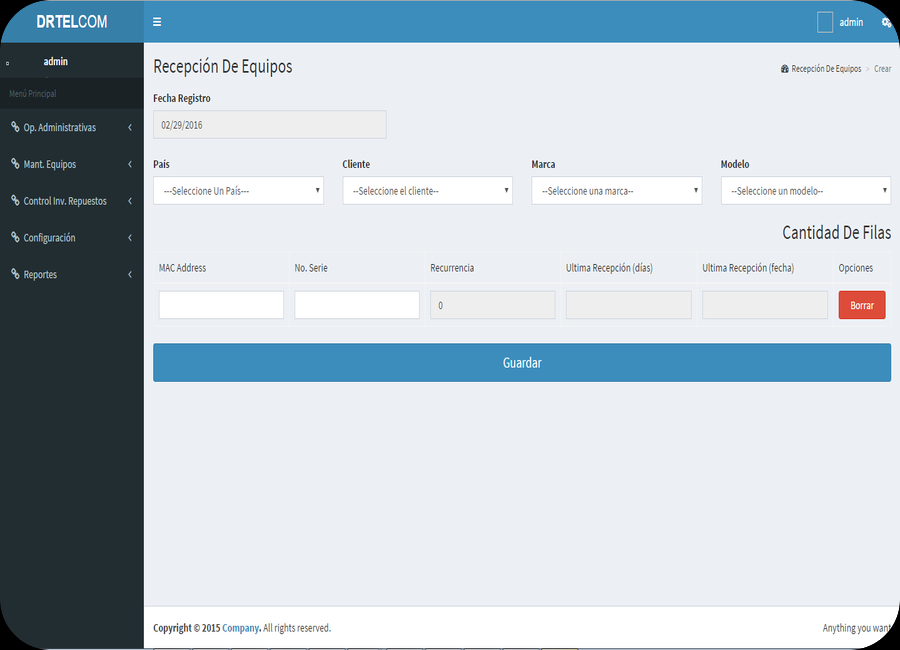 DRTELCOM
admin
admin
Menú Principal
Op. Administrativas
Mant. Equipos
Control Inv. Repuestos
Configuración
Reportes
Recepción De Equipos
Recepción De Equipos > Crear
Fecha Registro
02/29/2016
País Cliente Marca Modelo
---Seleccione Un País--- --Seleccione el cliente-- --Seleccione una marca-- --Seleccione un modelo--
Cantidad De Filas
MAC Address No. Serie Recurrencia Ultima Recepción (días) Ultima Recepción (fecha) Opciones
0 Borrar
Guardar
Copyright © 2015 Company. All rights reserved.
Anything you want